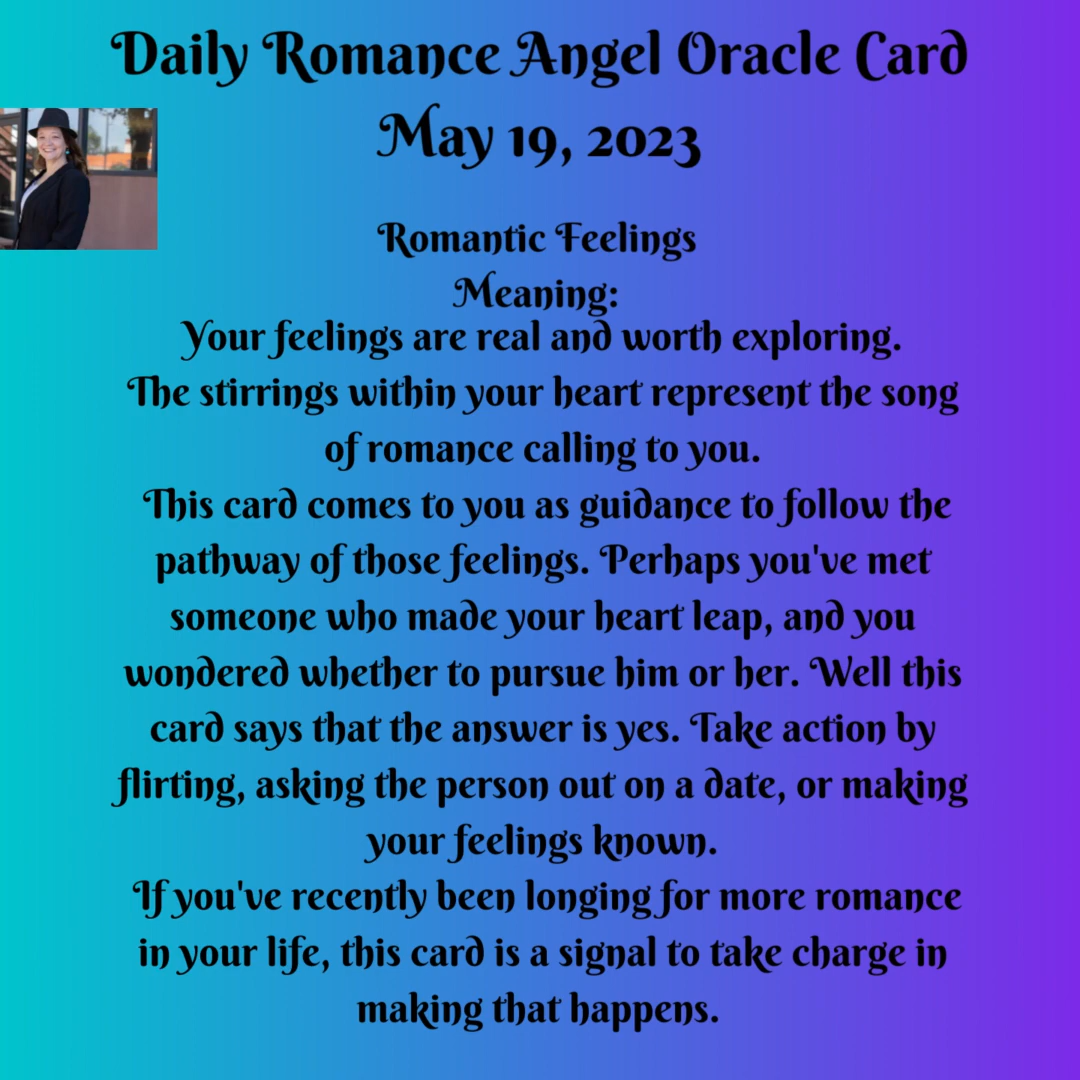 Daily Romance Angel Oracle Card
May 19, 2023
Romantic Feelings
Meaning:
Your feelings are real and worth exploring.
The stirrings within your heart represent the song
of romance calling to you.
This card comes to you as guidance to follow the
pathway of those feelings. Perhaps you've met
someone who made your heart leap, and you
wondered whether to pursue him or her. Well this
card says that the answer is yes. Take action by
flirting, asking the person out on a date, or making
your feelings known.
If you've recently been longing for more romance
in your life, this card is a signal to take charge in
making that happens.